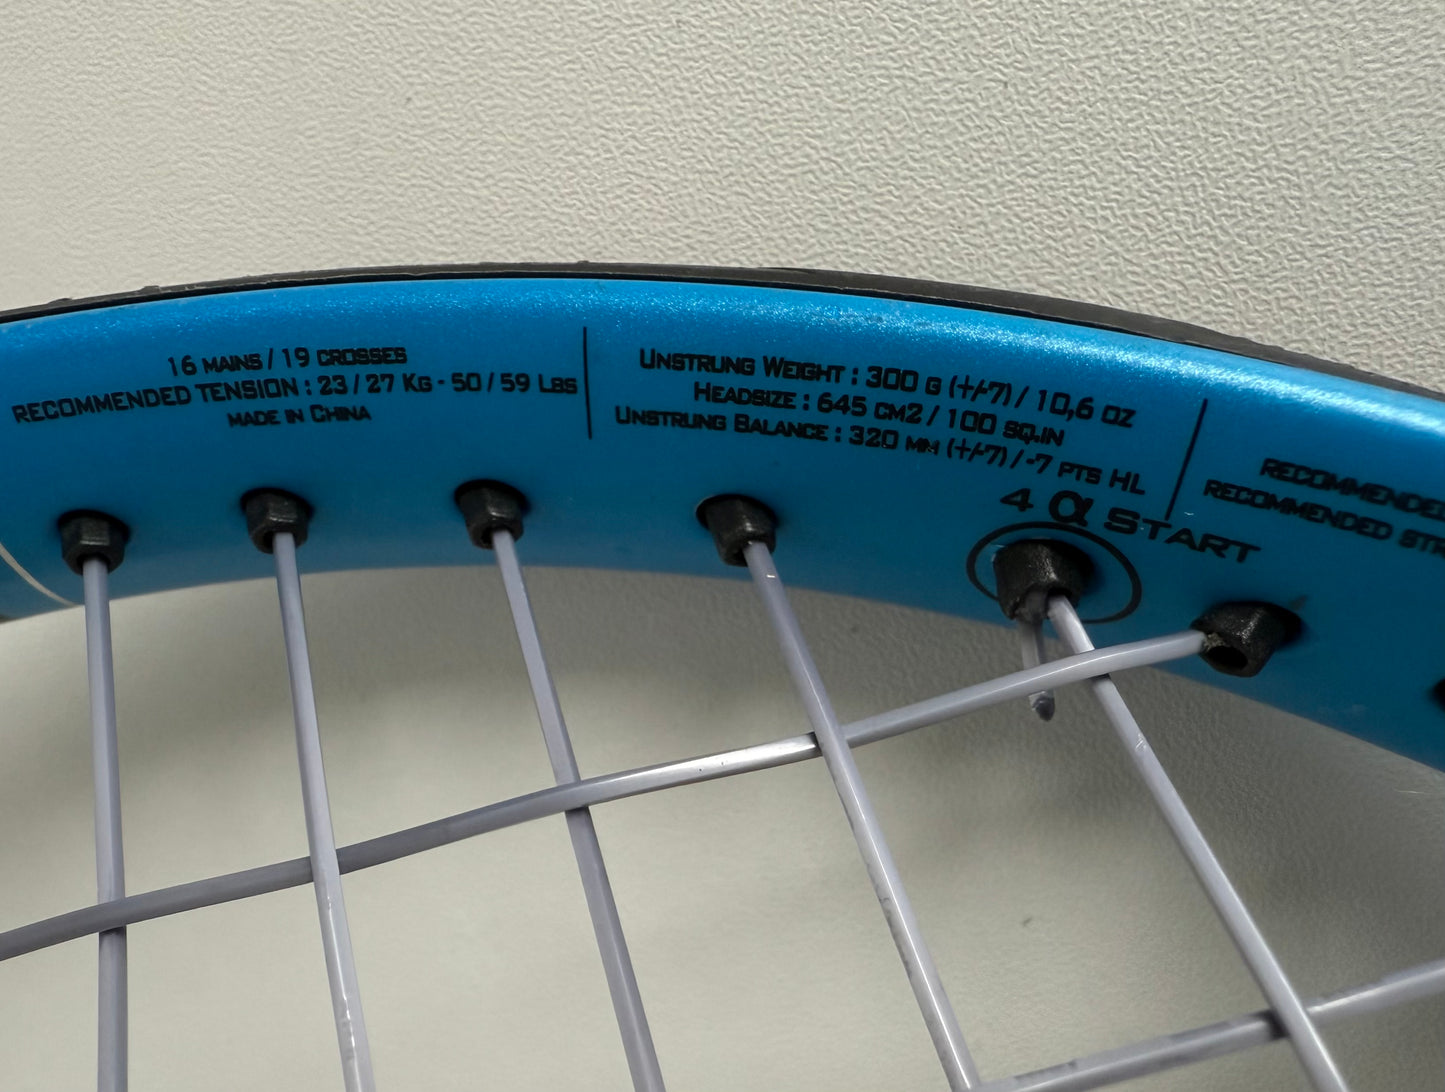 16 MAINS / 19 CROSSES
RECOMMENDED TENSION : 23 / 27 KG - 50 / 59 LBS
MADE IN CHINA
UNSTRUNG WEIGHT : 300 G (+/-7) / 10,6 OZ
HEADSIZE : 645 CM2 / 100 SQ.IN
UNSTRUNG BALANCE : 320 MM (+/-7) / -7 PTS HL
4 α START
RECOMMENDED
RECOMMENDED